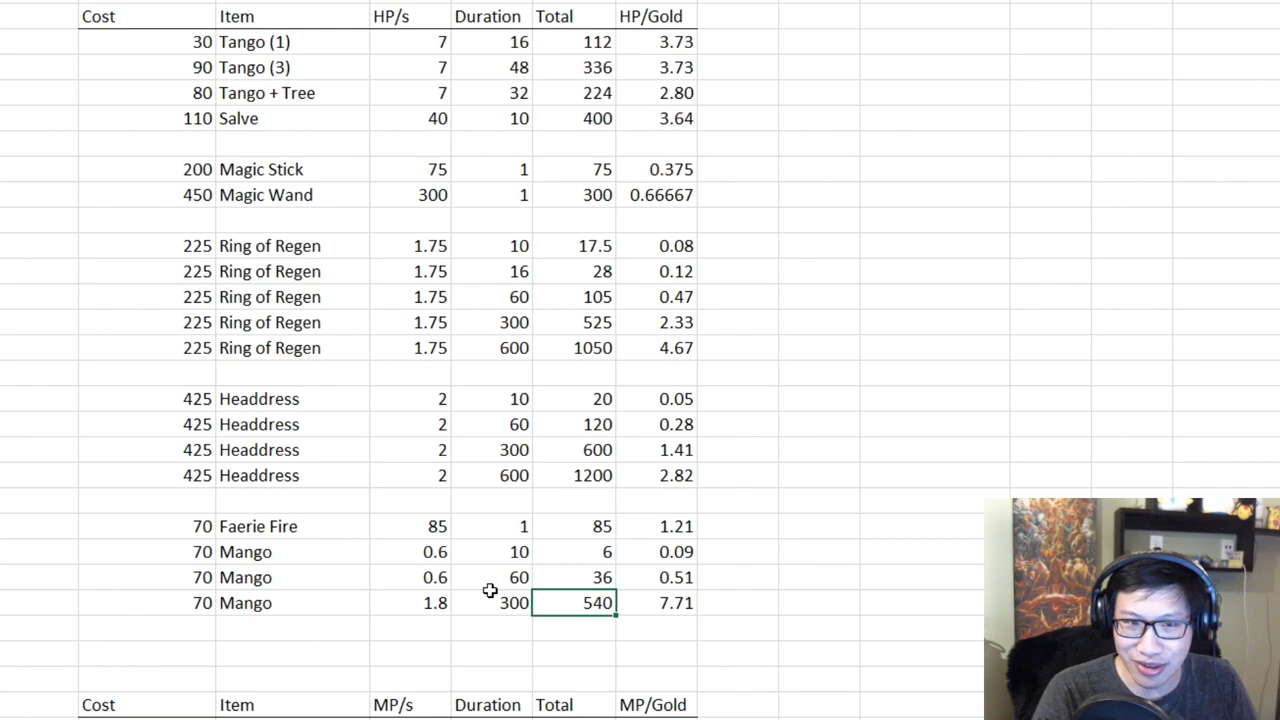 Cost Item HP/s Duration Total HP/Gold
30 Tango (1) 7 16 112 3.73
90 Tango (3) 7 48 336 3.73
80 Tango + Tree 7 32 224 2.80
110 Salve 40 10 400 3.64
200 Magic Stick 75 1 75 0.375
450 Magic Wand 300 1 300 0.66667
225 Ring of Regen 1.75 10 17.5 0.08
225 Ring of Regen 1.75 16 28 0.12
225 Ring of Regen 1.75 60 105 0.47
225 Ring of Regen 1.75 300 525 2.33
225 Ring of Regen 1.75 600 1050 4.67
425 Headdress 2 10 20 0.05
425 Headdress 2 60 120 0.28
425 Headdress 2 300 600 1.41
425 Headdress 2 600 1200 2.82
70 Faerie Fire 85 1 85 1.21
70 Mango 0.6 10 6 0.09
70 Mango 0.6 60 36 0.51
70 Mango 1.8 300 540 7.71
Cost Item MP/s Duration Total MP/Gold